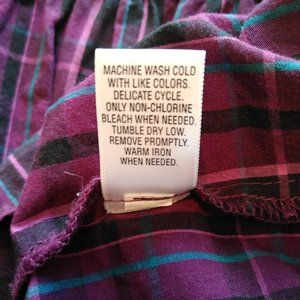 MACHINE WASH COLD
WITH LIKE COLORS.
DELICATE CYCLE.
ONLY NON-CHLORINE
BLEACH WHEN NEEDED.
TUMBLE DRY LOW.
REMOVE PROMPTLY.
WARM IRON
WHEN NEEDED.